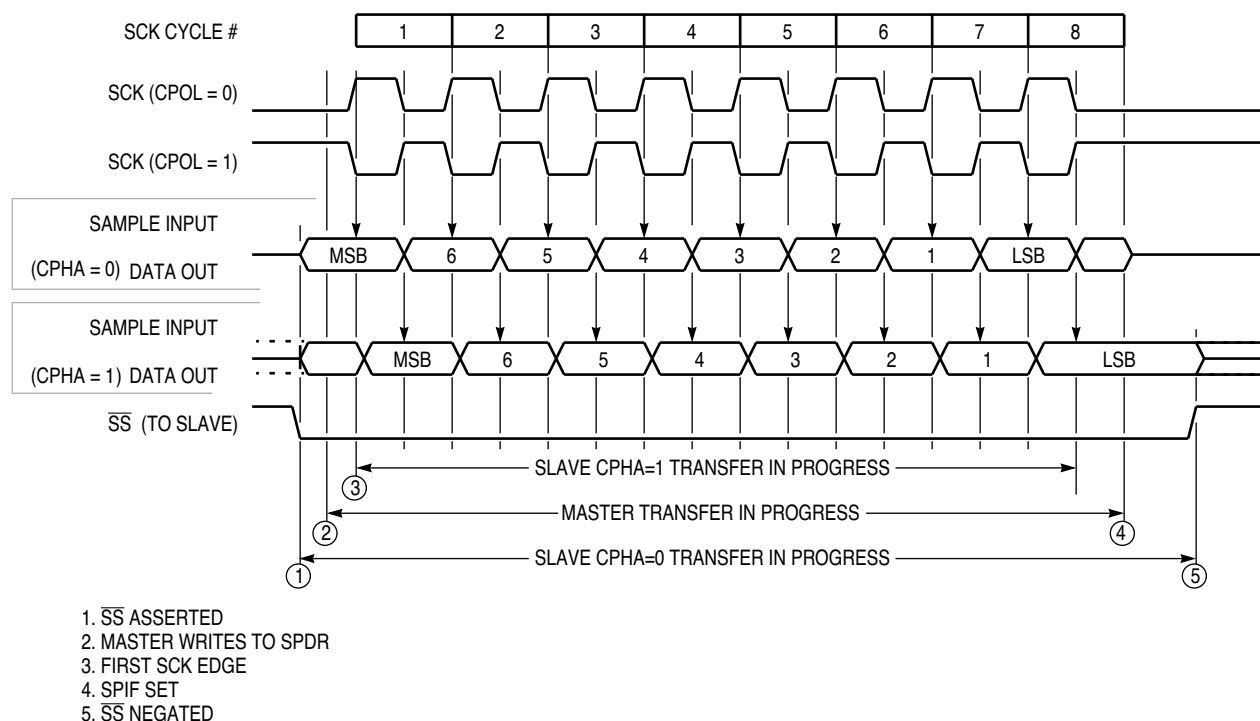 SCK CYCLE # 1 2 3 4 5 6 7 8
SCK (CPOL = 0)
SCK (CPOL = 1)
SAMPLE INPUT
(CPHA = 0) DATA OUT MSB 6 5 4 3 2 1 LSB
SAMPLE INPUT
(CPHA = 1) DATA OUT MSB 6 5 4 3 2 1 LSB
SS (TO SLAVE)
SLAVE CPHA=1 TRANSFER IN PROGRESS
3
MASTER TRANSFER IN PROGRESS
2 4
SLAVE CPHA=0 TRANSFER IN PROGRESS
1 5
1. SS ASSERTED
2. MASTER WRITES TO SPDR
3. FIRST SCK EDGE
4. SPIF SET
5. SS NEGATED